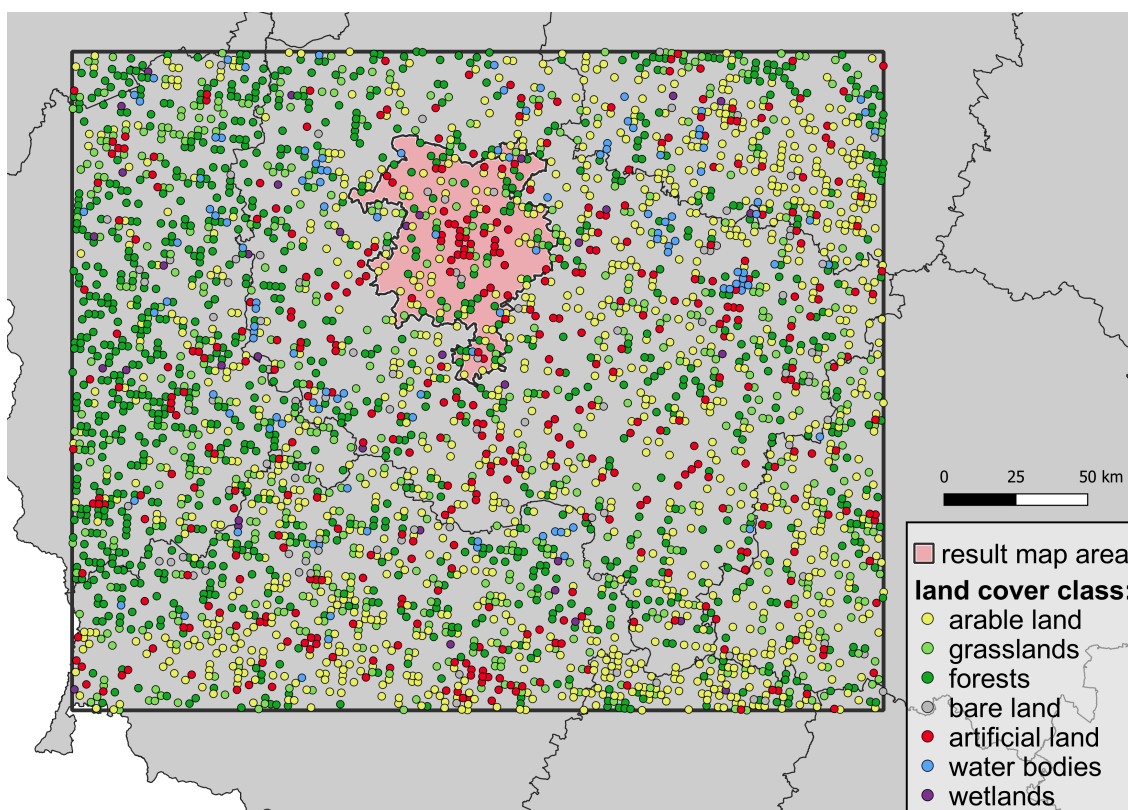 0 25 50 km
result map area
land cover class:
arable land
grasslands
forests
bare land
artificial land
water bodies
wetlands